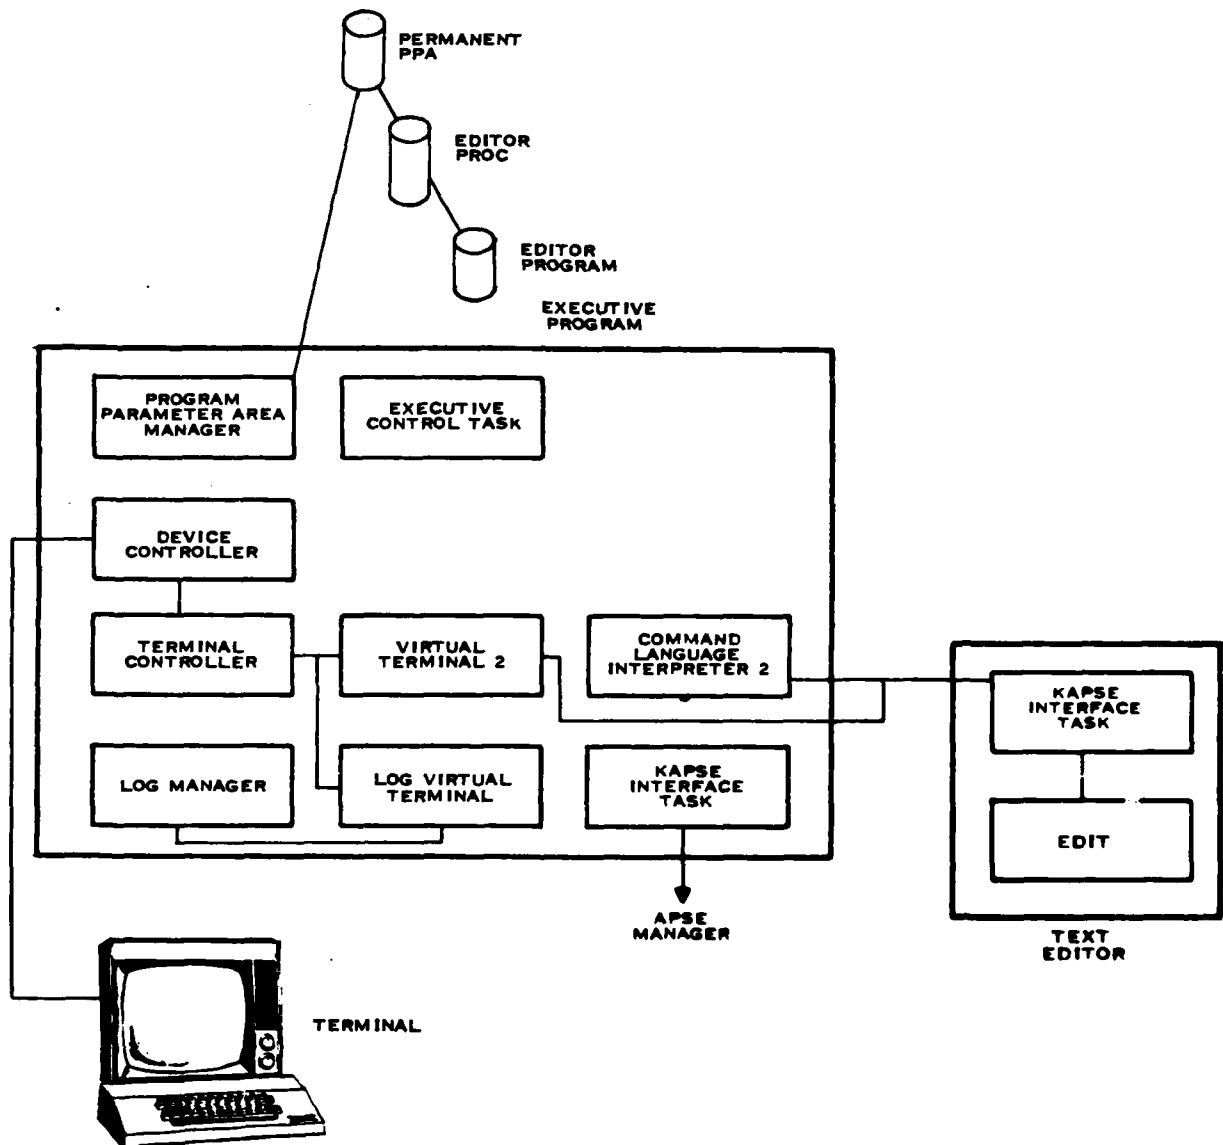 PERMANENT
PPA
EDITOR
PROC
EDITOR
PROGRAM
EXECUTIVE
PROGRAM
PROGRAM
PARAMETER AREA
MANAGER
EXECUTIVE
CONTROL TASK
DEVICE
CONTROLLER
TERMINAL
CONTROLLER
VIRTUAL
TERMINAL 2
COMMAND
LANGUAGE
INTERPRETER 2
KAPSE
INTERFACE
TASK
LOG MANAGER
LOG VIRTUAL
TERMINAL
KAPSE
INTERFACE
TASK
EDIT
APSE
MANAGER
TEXT
EDITOR
TERMINAL